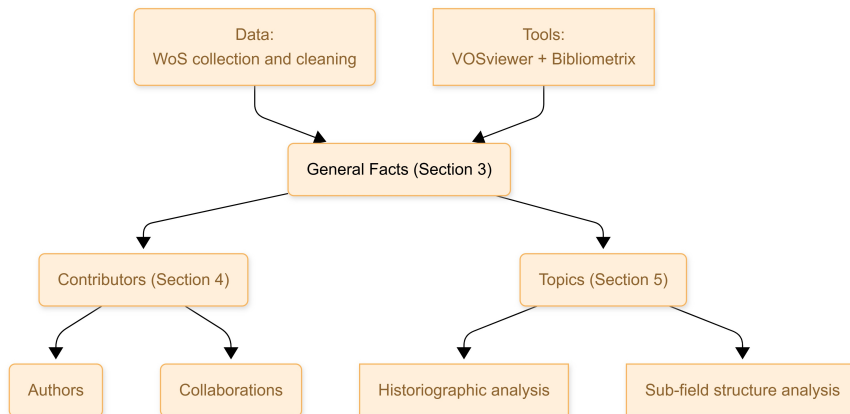 Data:
WoS collection and cleaning
Tools:
VOSviewer + Bibliometrix
General Facts (Section 3)
Contributors (Section 4)
Topics (Section 5)
Authors
Collaborations
Historiographic analysis
Sub-field structure analysis